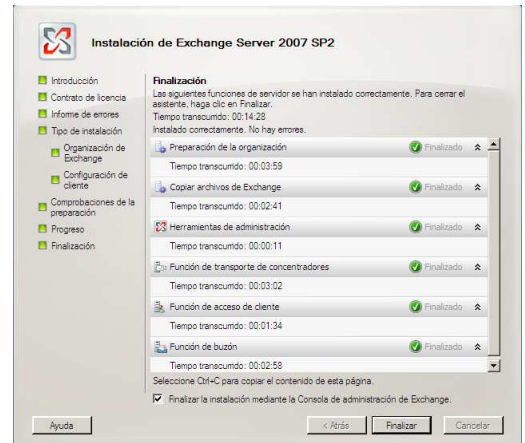 Instalación de Exchange Server 2007 SP2
Introducción
Contrato de licencia
Informe de errores
Tipo de instalación
Organización de
Exchange
Configuración de
cliente
Comprobaciones de la
preparación
Progreso
Finalización
Finalización
Las siguientes funciones de servidor se han instalado correctamente. Para cerrar el
asistente, haga clic en Finalizar.
Tiempo transcurrido: 00:14:28
Instalado correctamente. No hay errores.
Preparación de la organización Finalizado
Tiempo transcurrido: 00:03:59
Copiar archivos de Exchange Finalizado
Tiempo transcurrido: 00:02:41
Herramientas de administración Finalizado
Tiempo transcurrido: 00:00:11
Función de transporte de concentradores Finalizado
Tiempo transcurrido: 00:03:02
Función de acceso de cliente Finalizado
Tiempo transcurrido: 00:01:34
Función de buzón Finalizado
Tiempo transcurrido: 00:02:58
Seleccione Ctrl+C para copiar el contenido de esta página.
Finalizar la instalación mediante la Consola de administración de Exchange.
Ayuda < Atrás Finalizar Cancelar